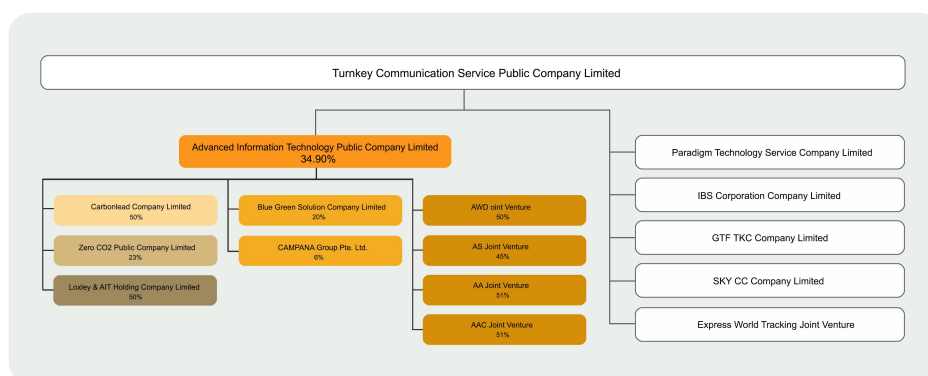 Turnkey Communication Service Public Company Limited
Advanced Information Technology Public Company Limited
34.90%
Carbonlead Company Limited
50%
Zero CO2 Public Company Limited
23%
Loxley & AIT Holding Company Limited
50%
Blue Green Solution Company Limited
20%
CAMPANA Group Pte. Ltd.
6%
AWD oint Venture
50%
AS Joint Venture
45%
AA Joint Venture
51%
AAC Joint Venture
51%
Paradigm Technology Service Company Limited
IBS Corporation Company Limited
GTF TKC Company Limited
SKY CC Company Limited
Express World Tracking Joint Venture